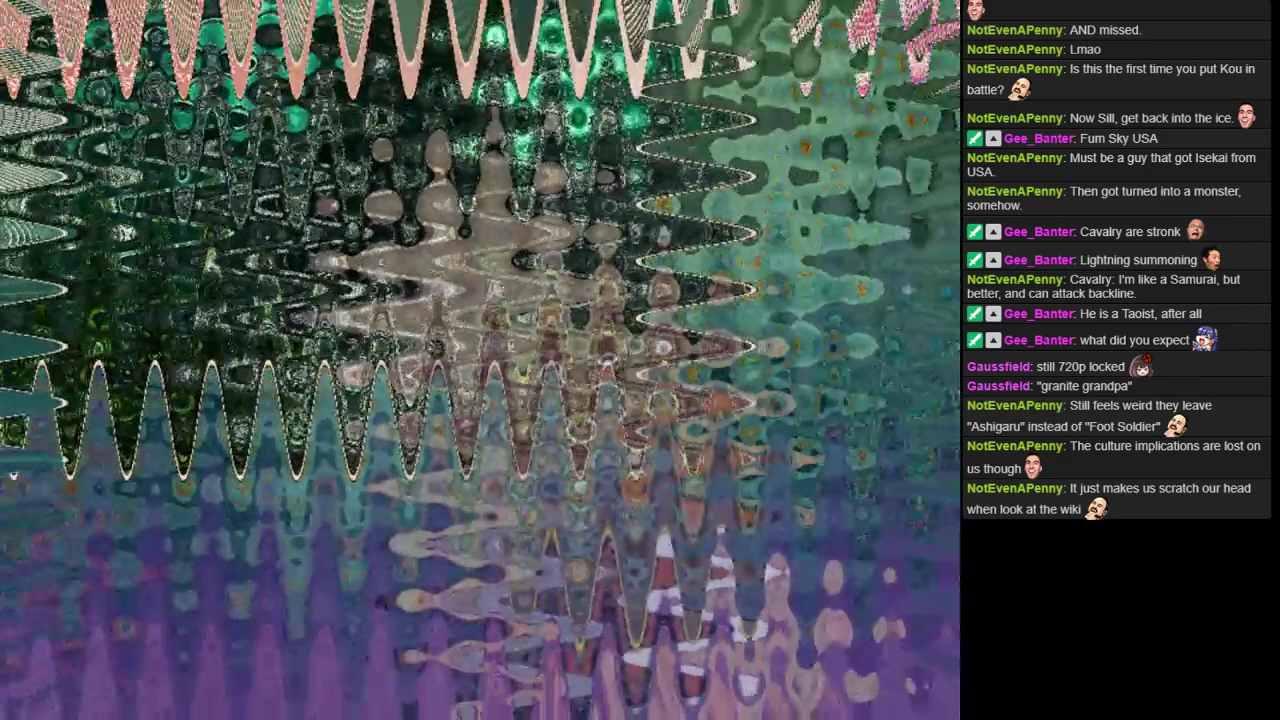 NotEvenAPenny: AND missed.
NotEvenAPenny: Lmao
NotEvenAPenny: Is this the first time you put Kou in
battle?
NotEvenAPenny: Now Sill, get back into the ice.
Gee_Banter: Fum Sky USA
NotEvenAPenny: Must be a guy that got Isekai from
USA.
NotEvenAPenny: Then got turned into a monster,
somehow.
Gee_Banter: Cavalry are stronk
Gee_Banter: Lightning summoning
NotEvenAPenny: Cavalry: I'm like a Samurai, but
better, and can attack backline.
Gee_Banter: He is a Taoist, after all
Gee_Banter: what did you expect
Gaussfield: still 720p locked
Gaussfield: "granite grandpa"
NotEvenAPenny: Still feels weird they leave
"Ashigaru" instead of "Foot Soldier"
NotEvenAPenny: The culture implications are lost on
us though
NotEvenAPenny: It just makes us scratch our head
when look at the wiki